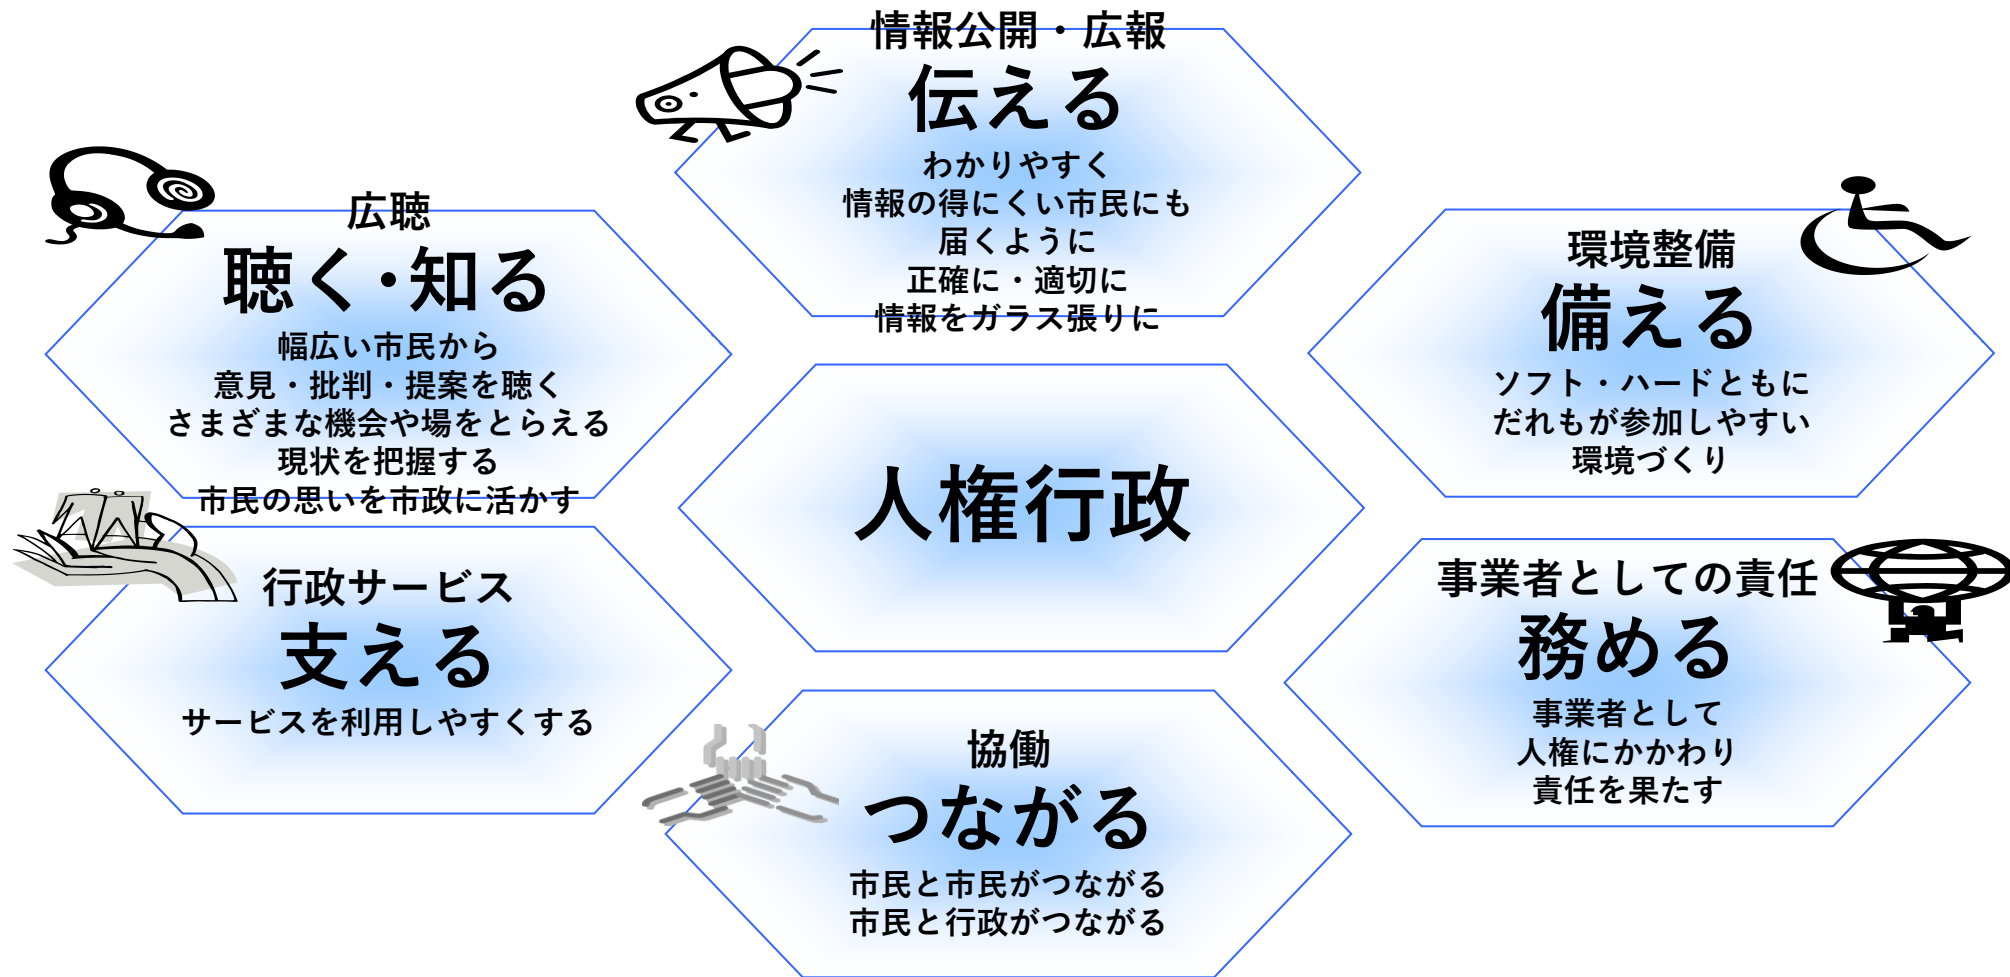 情報公開・広報
伝える
わかりやすく
情報の得にくい市民にも
届くように
正確に・適切に
情報をガラス張りに
広聴
聴く・知る
幅広い市民から
意見・批判・提案を聴く
さまざまな機会や場をとらえる
現状を把握する
市民の思いを市政に活かす
環境整備
備える
ソフト・ハードともに
だれもが参加しやすい
環境づくり
人権行政
行政サービス
支える
サービスを利用しやすくする
事業者としての責任
務める
事業者として
人権にかかわり
責任を果たす
協働
つながる
市民と市民がつながる
市民と行政がつながる